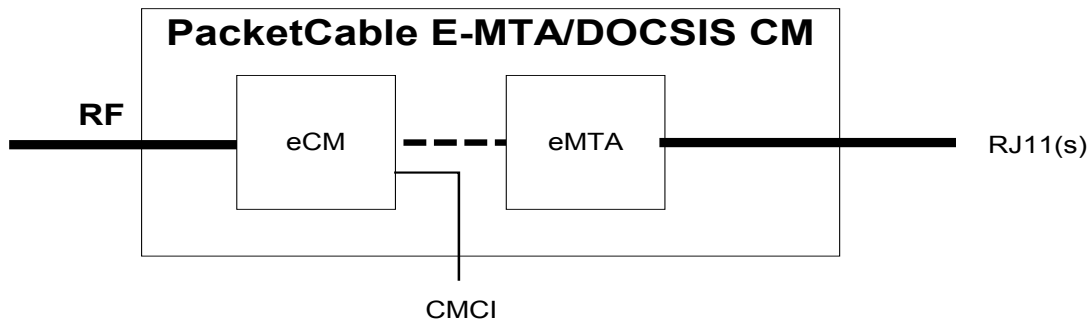 PacketCable E-MTA/DOCSIS CM
RF
eCM
eMTA
RJ11(s)
CMCI